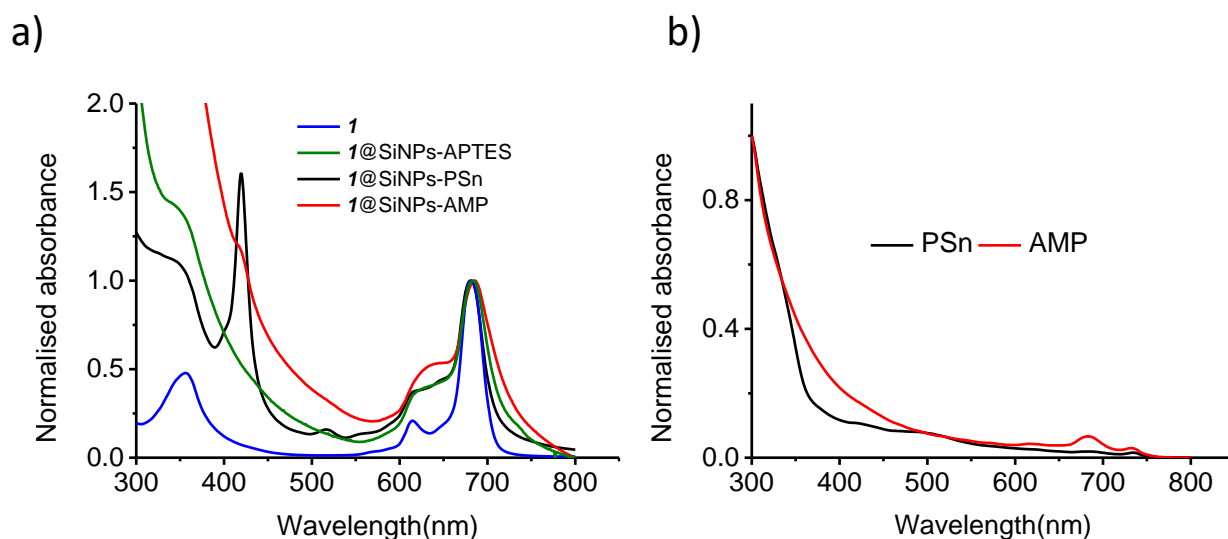 a)
b)
2.0
1.5
1.0
0.5
0.0
Normalised absorbance
1
1@SiNPs-APTES
1@SiNPs-PSn
1@SiNPs-AMP
300 400 500 600 700 800
Wavelength(nm)
0.8
0.4
0.0
Normalised absorbance
PSn AMP
300 400 500 600 700 800
Wavelength(nm)